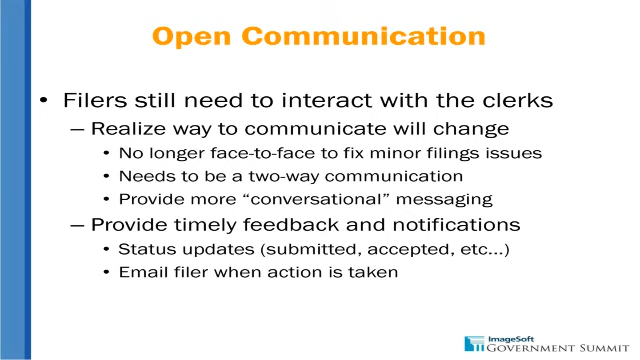 Open Communication
• Filers still need to interact with the clerks
– Realize way to communicate will change
• No longer face-to-face to fix minor filings issues
• Needs to be a two-way communication
• Provide more “conversational” messaging
– Provide timely feedback and notifications
• Status updates (submitted, accepted, etc...)
• Email filer when action is taken
ImageSoft
GOVERNMENT SUMMIT